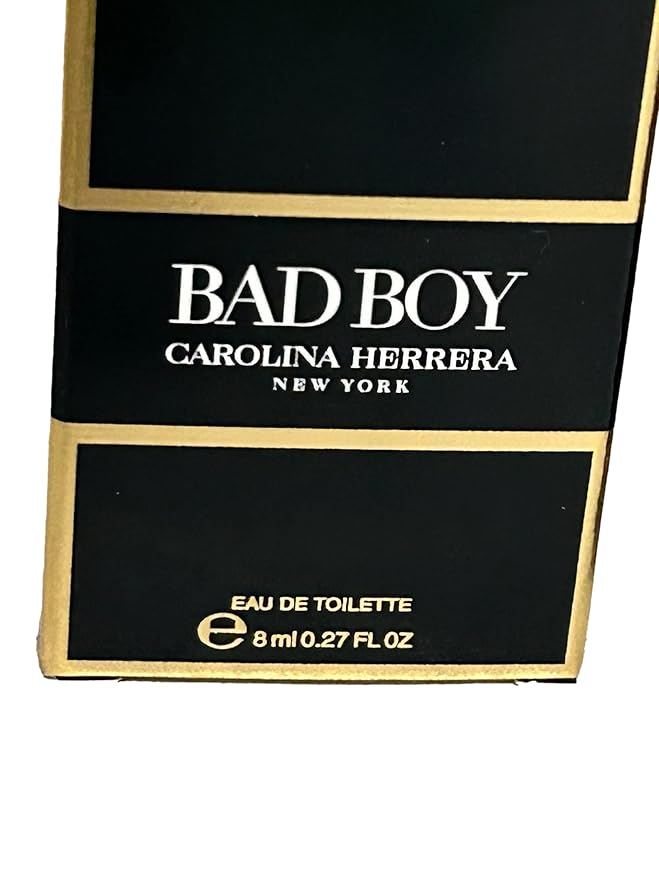 BAD BOY
CAROLINA HERRERA
NEW YORK
EAU DE TOILETTE
℮ 8 ml 0.27 FL OZ